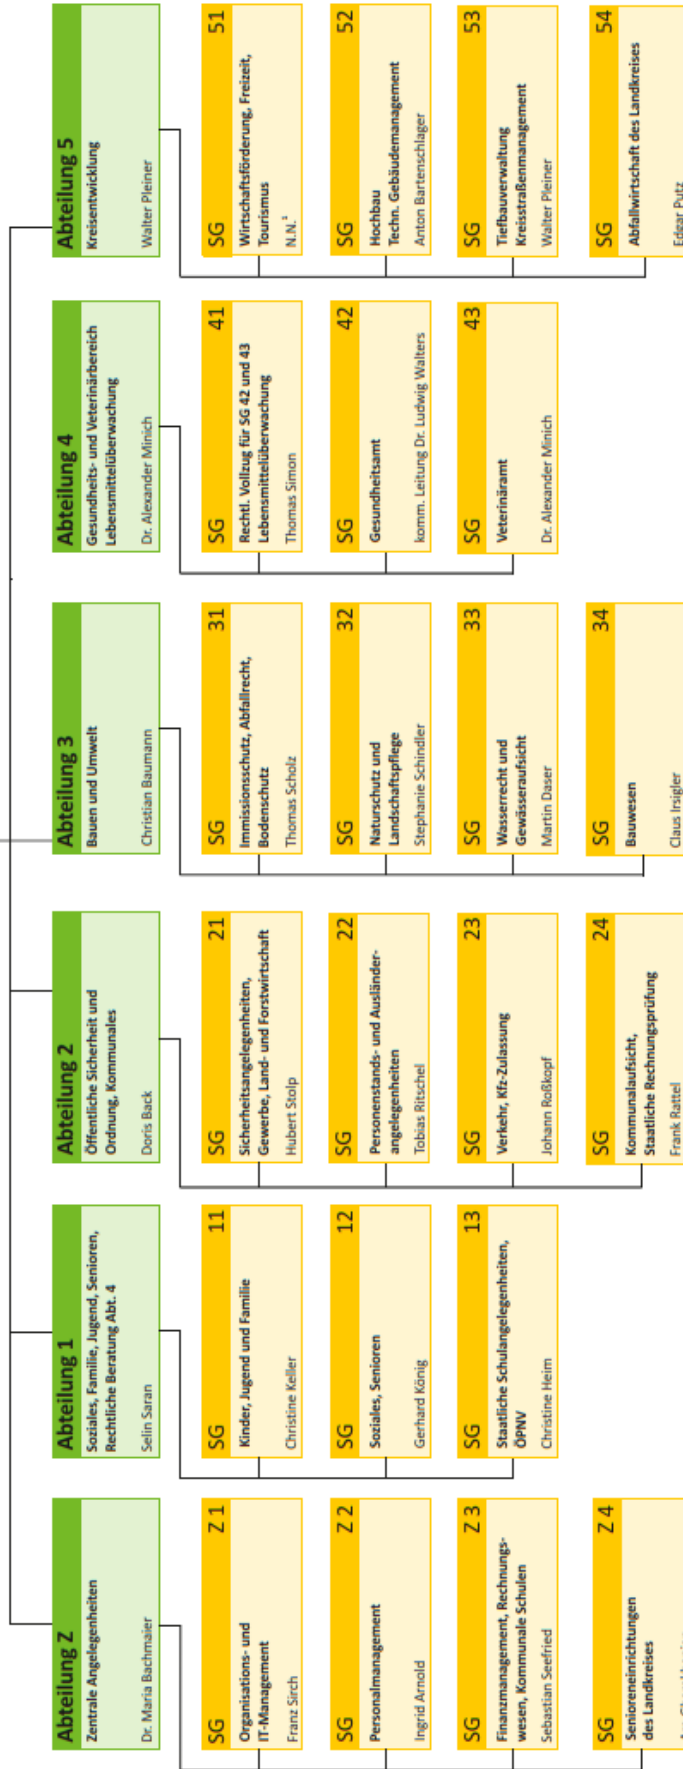 Abteilung Z
Zentrale Angelegenheiten
Dr. Maria Bachmaier
SG Z 1
Organisations- und
IT-Management
Franz Sirch
SG Z 2
Personalmanagement
Ingrid Arnold
SG Z 3
Finanzmanagement, Rechnungs-
wesen, Kommunale Schulen
Sebastian Seefried
SG Z 4
Senioreneinrichtungen
des Landkreises
Abteilung 1
Soziales, Familie, Jugend, Senioren,
Rechtliche Beratung Abt. 4
Selin Saran
SG 11
Kinder, Jugend und Familie
Christine Keller
SG 12
Soziales, Senioren
Gerhard König
SG 13
Staatliche Schulangelegenheiten,
ÖPNV
Christine Heim
Abteilung 2
Öffentliche Sicherheit und
Ordnung, Kommunales
Doris Back
SG 21
Sicherheitsangelegenheiten,
Gewerbe, Land- und Forstwirtschaft
Hubert Stolp
SG 22
Personenstands- und Ausländer-
angelegenheiten
Tobias Ritschel
SG 23
Verkehr, Kfz-Zulassung
Johann Roßkopf
SG 24
Kommunalaufsicht,
Staatliche Rechnungsprüfung
Frank Rattel
Abteilung 3
Bauen und Umwelt
Christian Baumann
SG 31
Immissionsschutz, Abfallrecht,
Bodenschutz
Thomas Scholz
SG 32
Naturschutz und
Landschaftspflege
Stephanie Schindler
SG 33
Wasserrecht und
Gewässeraufsicht
Martin Daser
SG 34
Bauwesen
Claus Irsigler
Abteilung 4
Gesundheits- und Veterinärbereich
Lebensmittelüberwachung
Dr. Alexander Minich
SG 41
Rechtl. Vollzug für SG 42 und 43
Lebensmittelüberwachung
Thomas Simon
SG 42
Gesundheitsamt
komm. Leitung Dr. Ludwig Walters
SG 43
Veterinäramt
Dr. Alexander Minich
Abteilung 5
Kreisentwicklung
Walter Pleiner
SG 51
Wirtschaftsförderung, Freizeit,
Tourismus
N.N.¹
SG 52
Hochbau
Techn. Gebäudemanagement
Anton Bartenschlager
SG 53
Tiefbauverwaltung
Kreisstraßenmanagement
Walter Pleiner
SG 54
Abfallwirtschaft des Landkreises
Edgar Putz